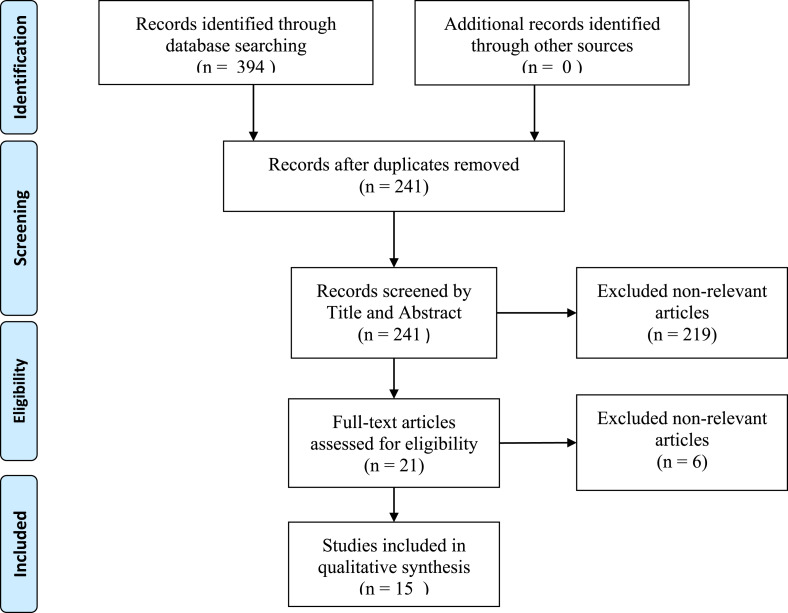 Identification
Records identified through
database searching
(n = 394 )
Additional records identified
through other sources
(n = 0 )
Screening
Records after duplicates removed
(n = 241)
Records screened by
Title and Abstract
(n = 241 )
Excluded non-relevant
articles
(n = 219)
Eligibility
Full-text articles
assessed for eligibility
(n = 21)
Excluded non-relevant
articles
(n = 6)
Included
Studies included in
qualitative synthesis
(n = 15 )